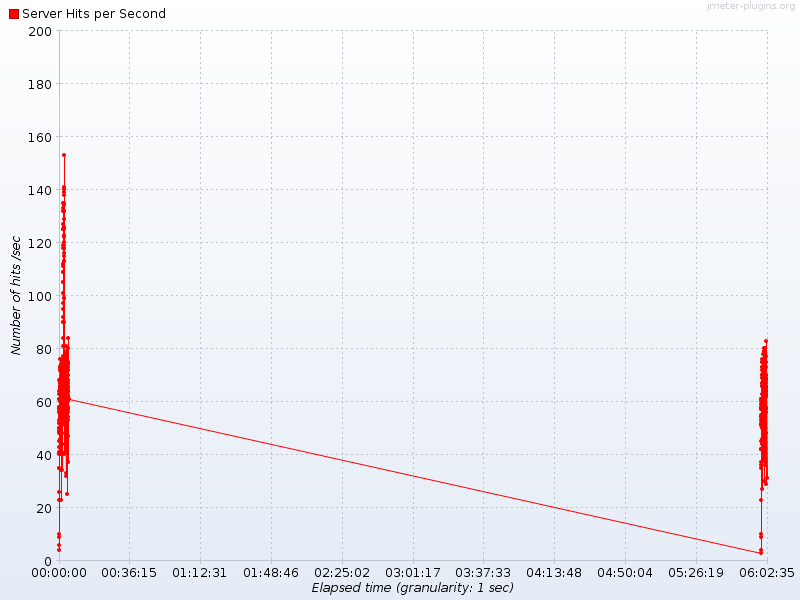 jmeter-plugins.org
Server Hits per Second
200
180
160
140
120
100
80
60
40
20
0
Number of hits /sec
00:00:00 00:36:15 01:12:31 01:48:46 02:25:02 03:01:17 03:37:33 04:13:48 04:50:04 05:26:19 06:02:35
Elapsed time (granularity: 1 sec)